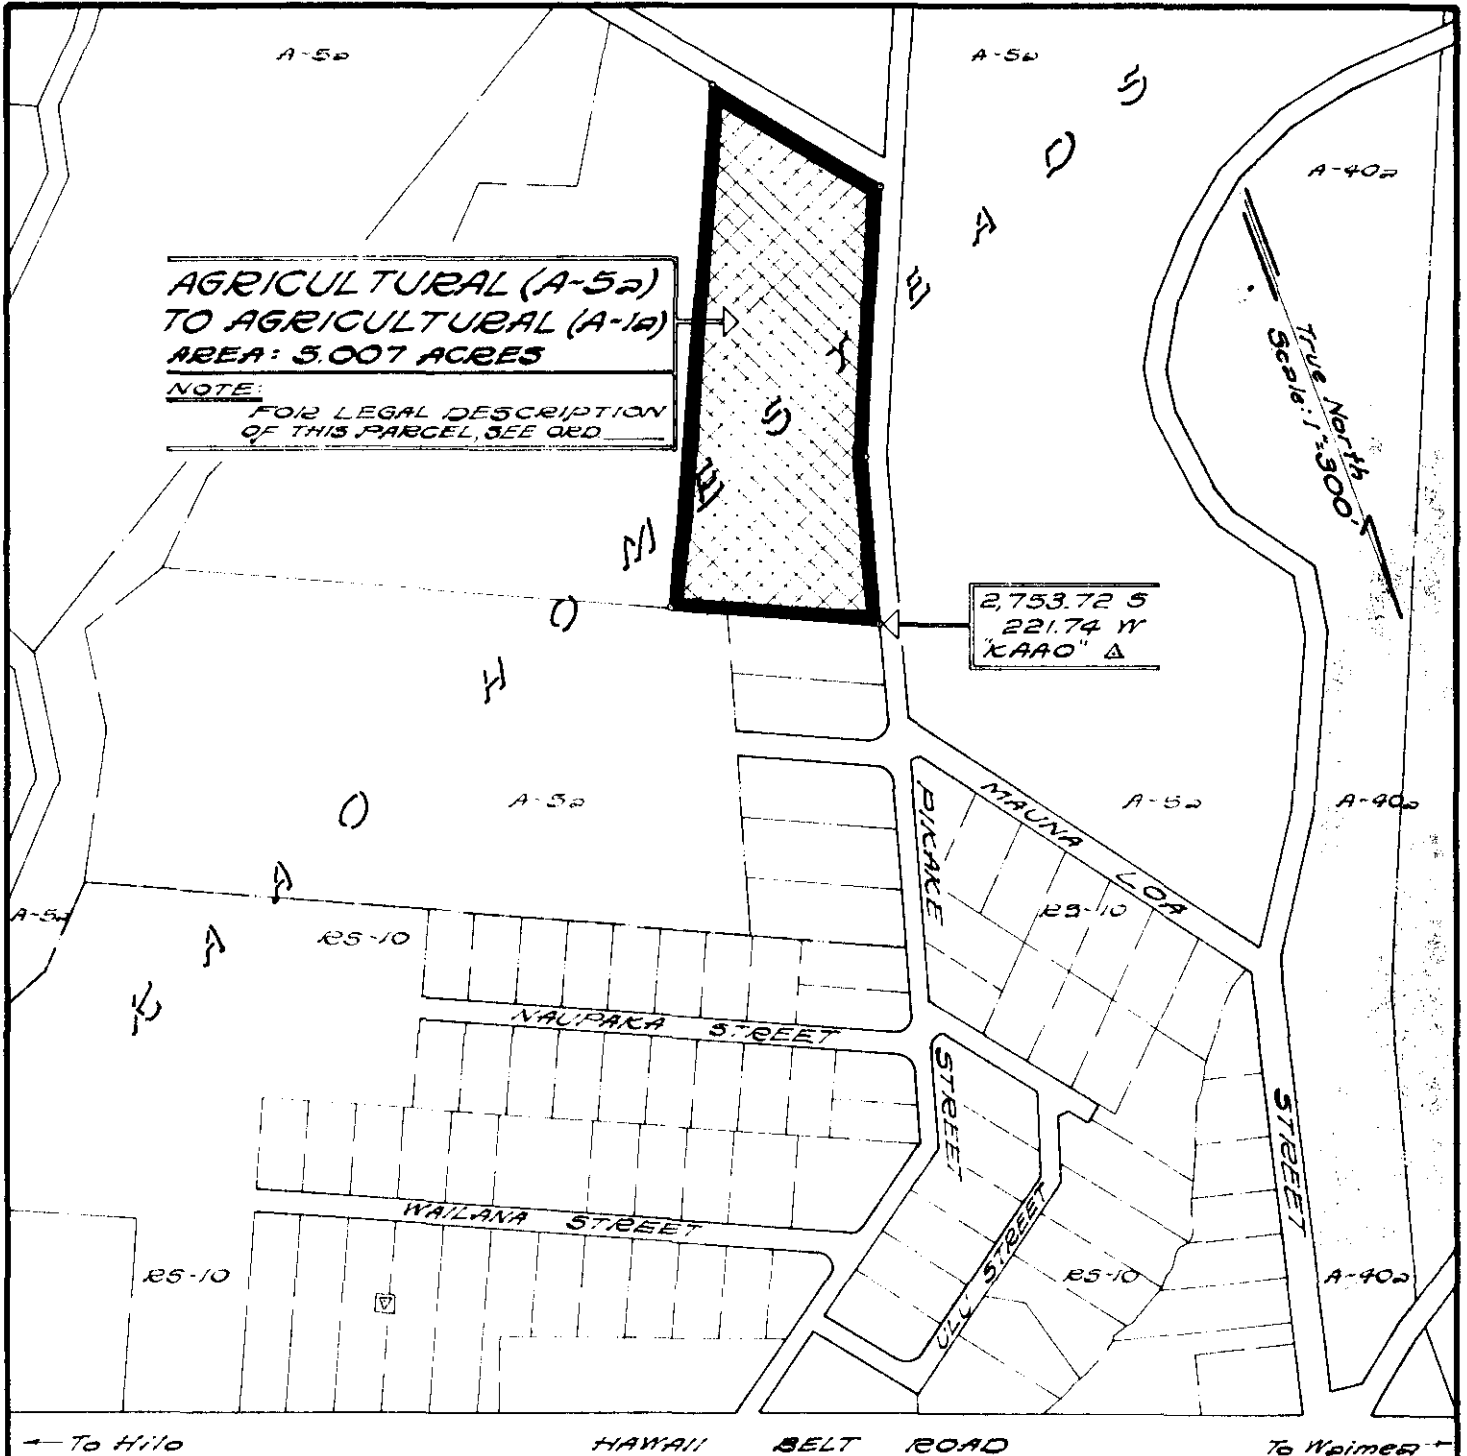 A-5a
A-5a
A-40a
AGRICULTURAL (A-5a)
TO AGRICULTURAL (A-1a)
AREA: 5.007 ACRES
NOTE:
FOR LEGAL DESCRIPTION
OF THIS PARCEL, SEE ORD.
True North
Scale: 1"=300'
2,753.72 S
221.74 W
"KAAO"
KAAO HOMESTEADS
A-5a
A-5a
A-40a
MAUNA LOA STREET
PIKAKE STREET
A-5a
RS-10
RS-10
NAUPAKA STREET
WAILANA STREET
ULU STREET
RS-10
RS-10
A-40a
← To Hilo
HAWAII BELT ROAD
To Waimea →